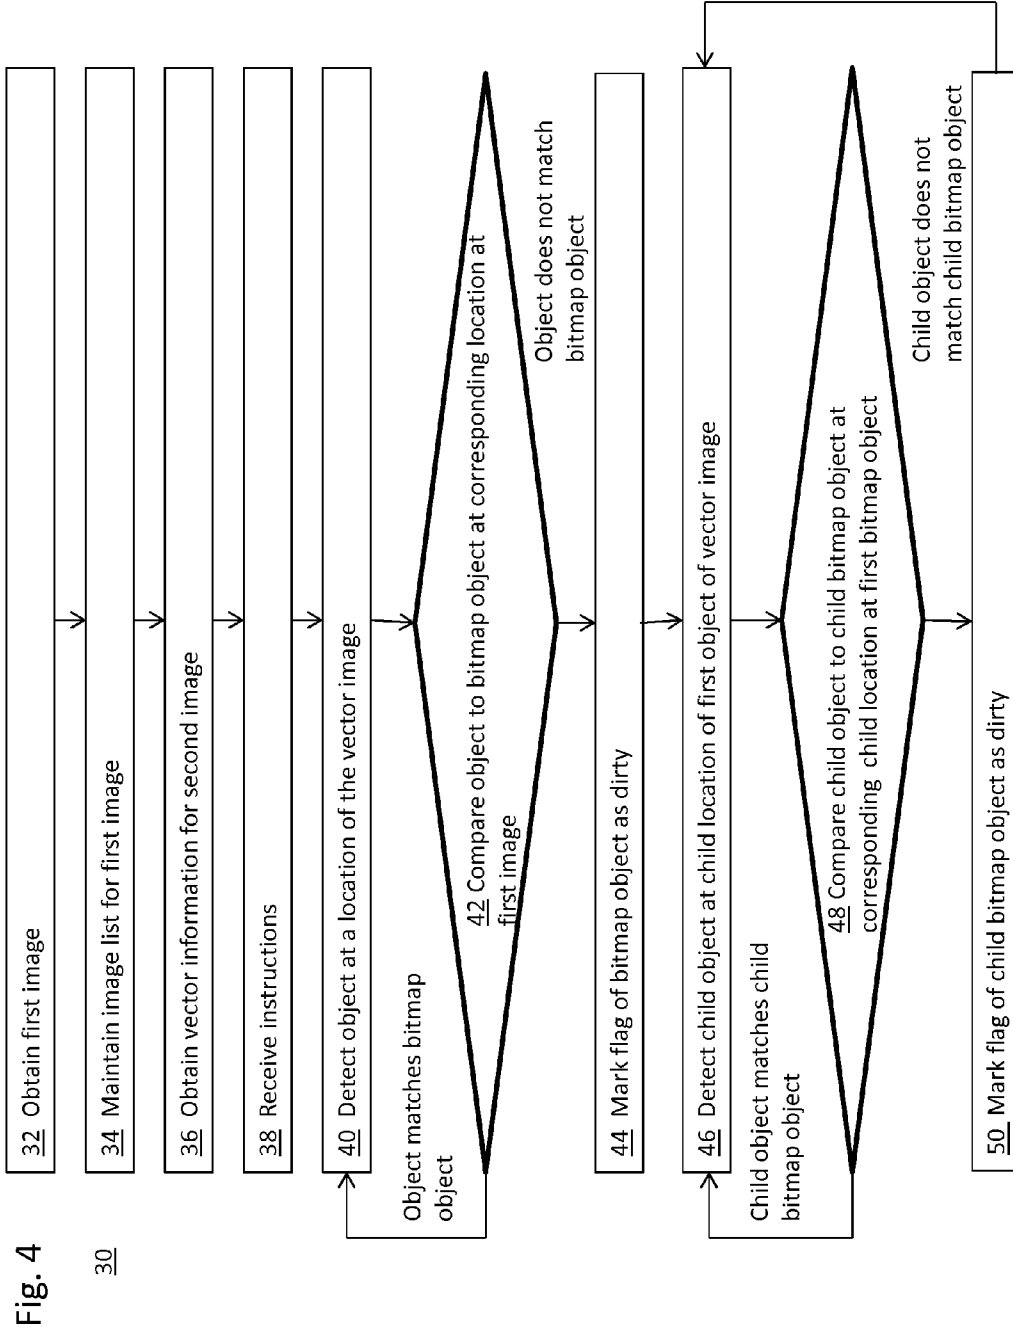 Fig. 4
30
32 Obtain first image
34 Maintain image list for first image
36 Obtain vector information for second image
38 Receive instructions
40 Detect object at a location of the vector image
Object matches bitmap
object
42 Compare object to bitmap object at corresponding location at
first image
Object does not match
bitmap object
44 Mark flag of bitmap object as dirty
46 Detect child object at child location of first object of vector image
Child object matches child
bitmap object
48 Compare child object to child bitmap object at
corresponding child location at first bitmap object
Child object does not
match child bitmap object
50 Mark flag of child bitmap object as dirty